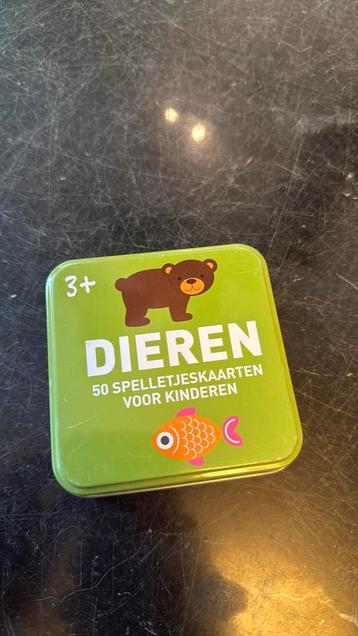 3+
DIEREN
50 SPELLETJESKAARTEN
VOOR KINDEREN